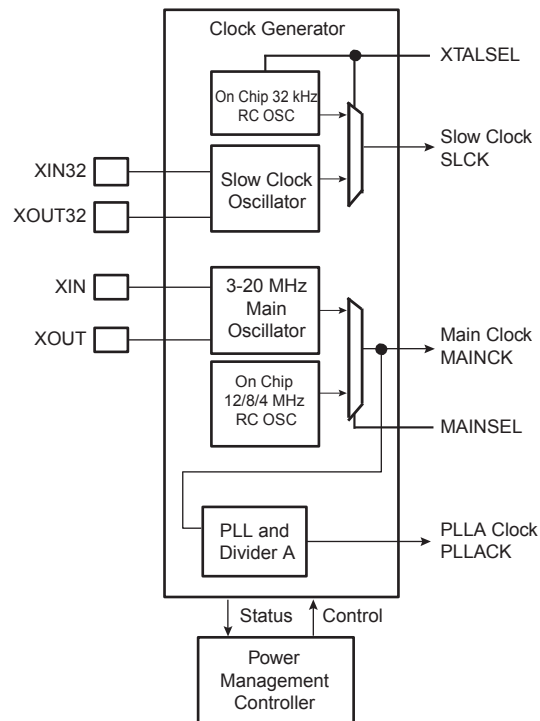 Clock Generator
XTALSEL
On Chip 32 kHz
RC OSC
Slow Clock
SLCK
XIN32
Slow Clock
Oscillator
XOUT32
XIN
3-20 MHz
Main
Oscillator
XOUT
Main Clock
MAINCK
On Chip
12/8/4 MHz
RC OSC
MAINSEL
PLL and
Divider A
PLLA Clock
PLLACK
Status
Control
Power
Management
Controller